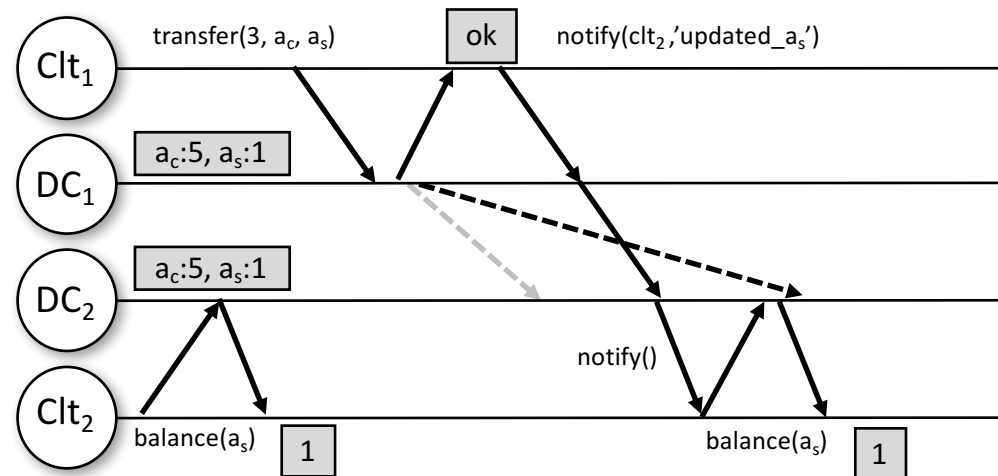 transfer(3, a_c, a_s)
ok
notify(clt_2,'updated_a_s')
Clt_1
a_c:5, a_s:1
DC_1
a_c:5, a_s:1
DC_2
notify()
Clt_2
balance(a_s)
1
balance(a_s)
1